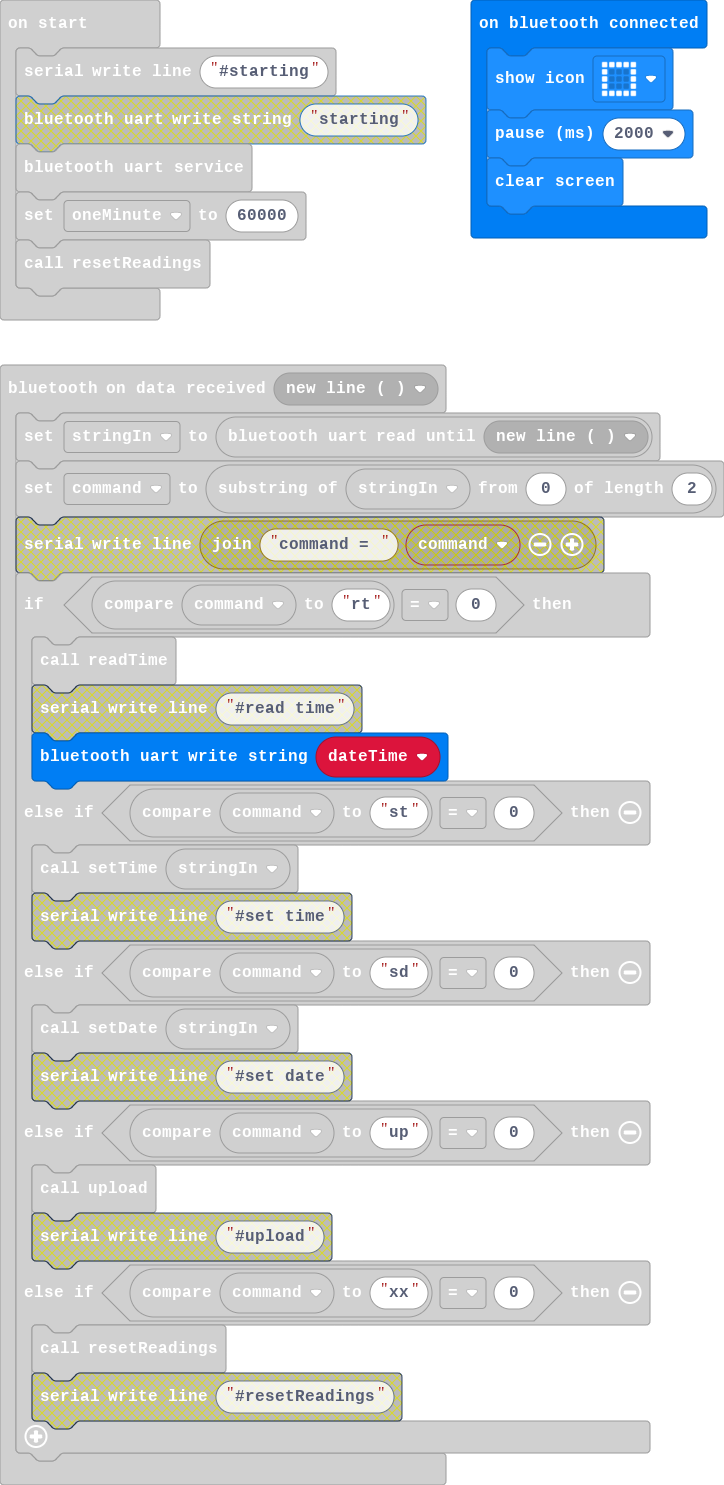 on start
serial write line "#starting"
bluetooth uart write string "starting"
bluetooth uart service
set oneMinute to 60000
call resetReadings
on bluetooth connected
show icon
pause (ms) 2000
clear screen
bluetooth on data received new line ( )
set stringIn to bluetooth uart read until new line ( )
set command to substring of stringIn from 0 of length 2
serial write line join "command = " command
if compare command to "rt" = 0 then
call readTime
serial write line "#read time"
bluetooth uart write string dateTime
else if compare command to "st" = 0 then
call setTime stringIn
serial write line "#set time"
else if compare command to "sd" = 0 then
call setDate stringIn
serial write line "#set date"
else if compare command to "up" = 0 then
call upload
serial write line "#upload"
else if compare command to "xx" = 0 then
call resetReadings
serial write line "#resetReadings"